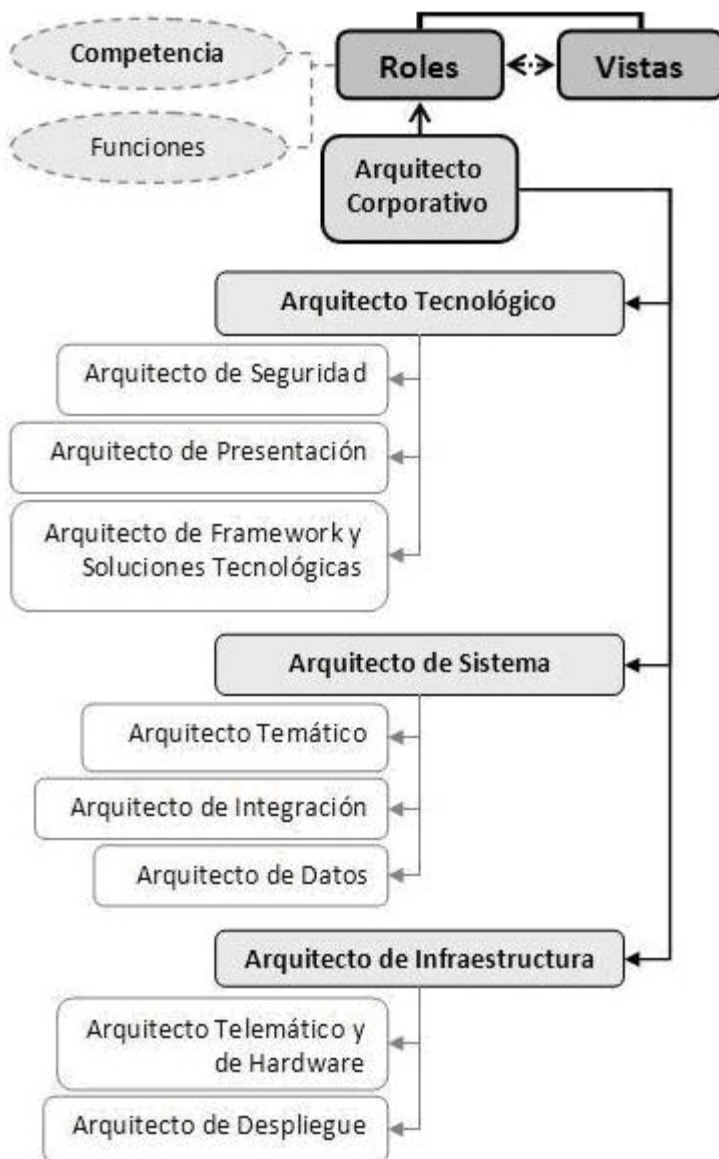 Competencia
Roles
Vistas
Funciones
Arquitecto
Corporativo
Arquitecto Tecnológico
Arquitecto de Seguridad
Arquitecto de Presentación
Arquitecto de Framework y
Soluciones Tecnológicas
Arquitecto de Sistema
Arquitecto Temático
Arquitecto de Integración
Arquitecto de Datos
Arquitecto de Infraestructura
Arquitecto Telemático y
de Hardware
Arquitecto de Despliegue